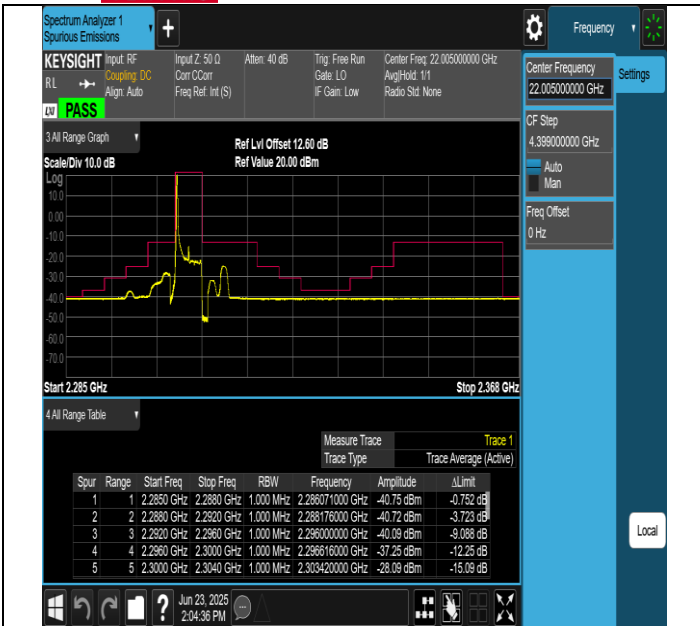 Spectrum Analyzer 1
Spurious Emissions
+
Frequency
KEYSIGHT
RL
LXI PASS
Input: RF
Coupling: DC
Align: Auto
Input Z: 50 Ω
Corr CCorr
Freq Ref: Int (S)
Atten: 40 dB
Trig: Free Run
Gate: LO
IF Gain: Low
Center Freq: 22.005000000 GHz
Avg|Hold: 1/1
Radio Std: None
Center Frequency
22.005000000 GHz
Settings
CF Step
4.399000000 GHz
Auto
Man
Freq Offset
0 Hz
3 All Range Graph
Scale/Div 10.0 dB
Ref Lvl Offset 12.60 dB
Ref Value 20.00 dBm
Log
10.0
0.00
-10.0
-20.0
-30.0
-40.0
-50.0
-60.0
-70.0
Start 2.285 GHz Stop 2.368 GHz
4 All Range Table
Measure Trace Trace 1
Trace Type Trace Average (Active)
Spur Range Start Freq Stop Freq RBW Frequency Amplitude ΔLimit
1 1 2.2850 GHz 2.2880 GHz 1.000 MHz 2.286071000 GHz -40.75 dBm -0.752 dB
2 2 2.2880 GHz 2.2920 GHz 1.000 MHz 2.288176000 GHz -40.72 dBm -3.723 dB
3 3 2.2920 GHz 2.2960 GHz 1.000 MHz 2.296000000 GHz -40.09 dBm -9.088 dB
4 4 2.2960 GHz 2.3000 GHz 1.000 MHz 2.296616000 GHz -37.25 dBm -12.25 dB
5 5 2.3000 GHz 2.3040 GHz 1.000 MHz 2.303420000 GHz -28.09 dBm -15.09 dB
Local
?
Jun 23, 2025
2:04:36 PM